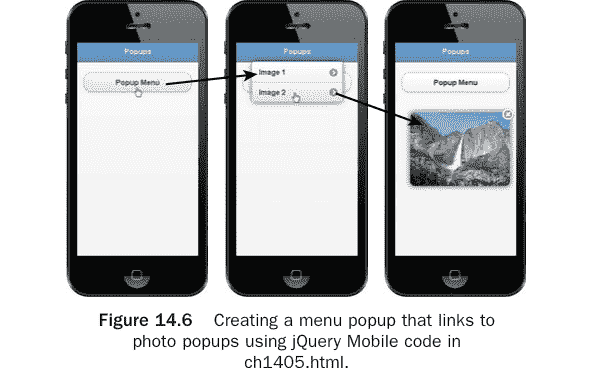 Popups
Popup Menu
Popups
Image 1
Image 2
Popups
Popup Menu
Figure 14.6 Creating a menu popup that links to
photo popups using jQuery Mobile code in
ch1405.html.